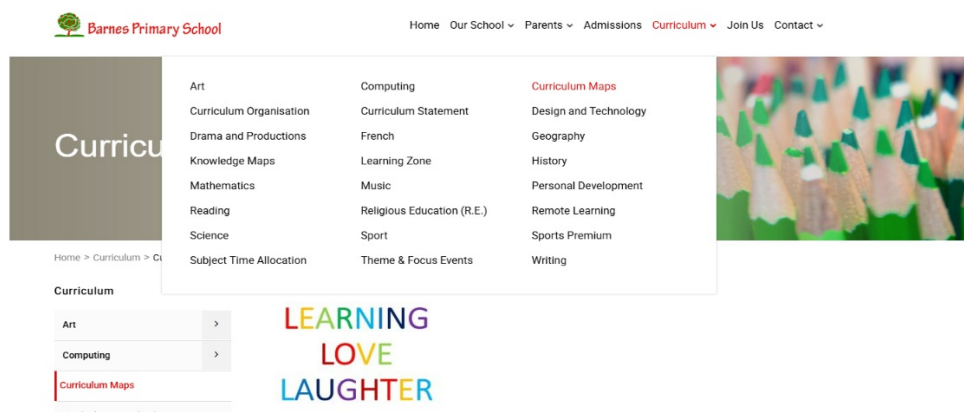 Barnes Primary School
Home Our School Parents Admissions Curriculum Join Us Contact
Art Computing Curriculum Maps
Curriculum Organisation Curriculum Statement Design and Technology
Drama and Productions French Geography
Knowledge Maps Learning Zone History
Mathematics Music Personal Development
Reading Religious Education (R.E.) Remote Learning
Science Sport Sports Premium
Subject Time Allocation Theme & Focus Events Writing
Curricu
Home > Curriculum >
Curriculum
Art >
Computing >
Curriculum Maps
LEARNING
LOVE
LAUGHTER